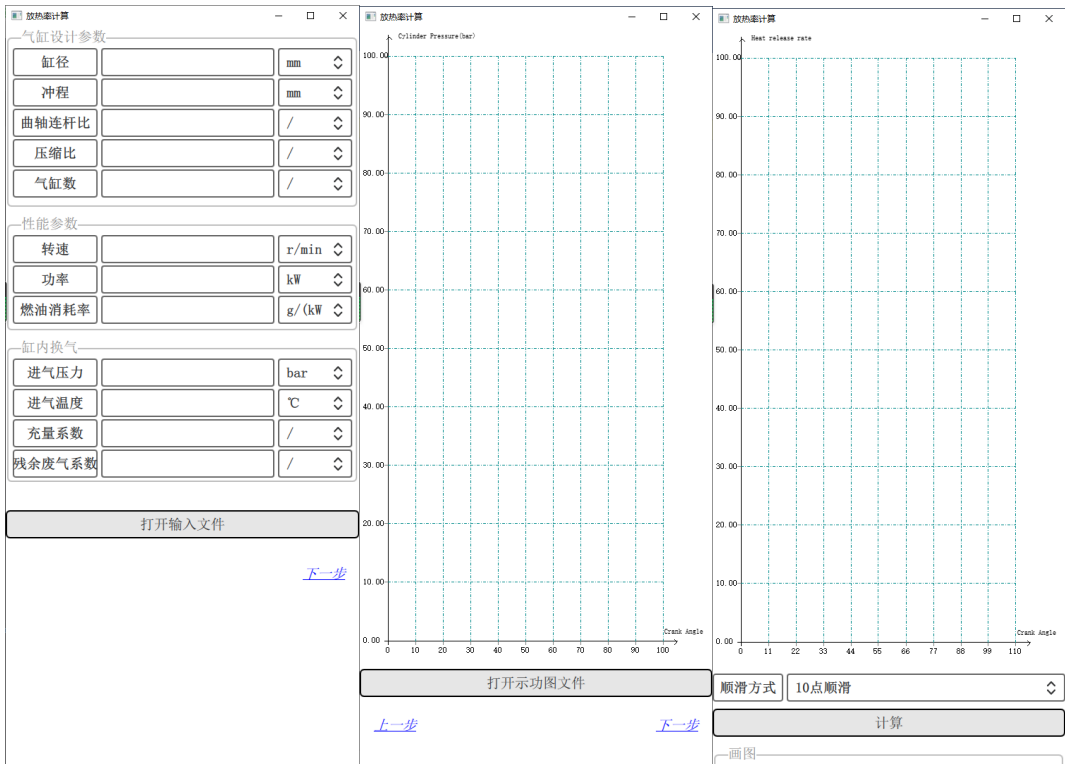 放热率计算
气缸设计参数
缸径 mm
冲程 mm
曲轴连杆比 /
压缩比 /
气缸数 /
性能参数
转速 r/min
功率 kW
燃油消耗率 g/(kW
缸内换气
进气压力 bar
进气温度 ℃
充量系数 /
残余废气系数 /
打开输入文件
下一步
放热率计算
Cylinder Pressure(bar)
100.00
90.00
80.00
70.00
60.00
50.00
40.00
30.00
20.00
10.00
0.00
Crank Angle
0 10 20 30 40 50 60 70 80 90 100
打开示功图文件
上一步 下一步
放热率计算
Heat release rate
100.00
90.00
80.00
70.00
60.00
50.00
40.00
30.00
20.00
10.00
0.00
Crank Angle
0 11 22 33 44 55 66 77 88 99 110
顺滑方式 10点顺滑
计算
画图